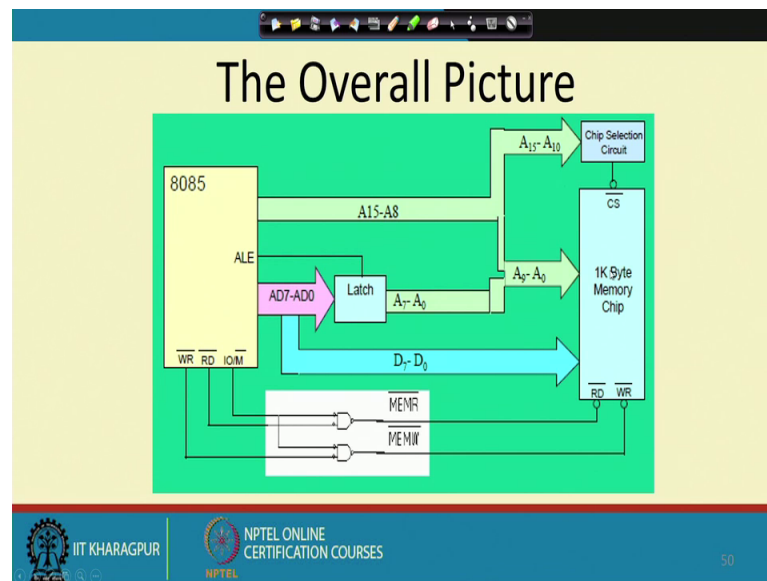 The Overall Picture
8085
A15-A8
A₁₅- A₁₀
Chip Selection
Circuit
CS
ALE
AD7-AD0
Latch
A₇- A₀
A₉- A₀
1K Byte
Memory
Chip
D₇- D₀
WR RD IO/M
MEMR
MEMW
RD WR
IIT KHARAGPUR
NPTEL ONLINE
CERTIFICATION COURSES
NPTEL
50